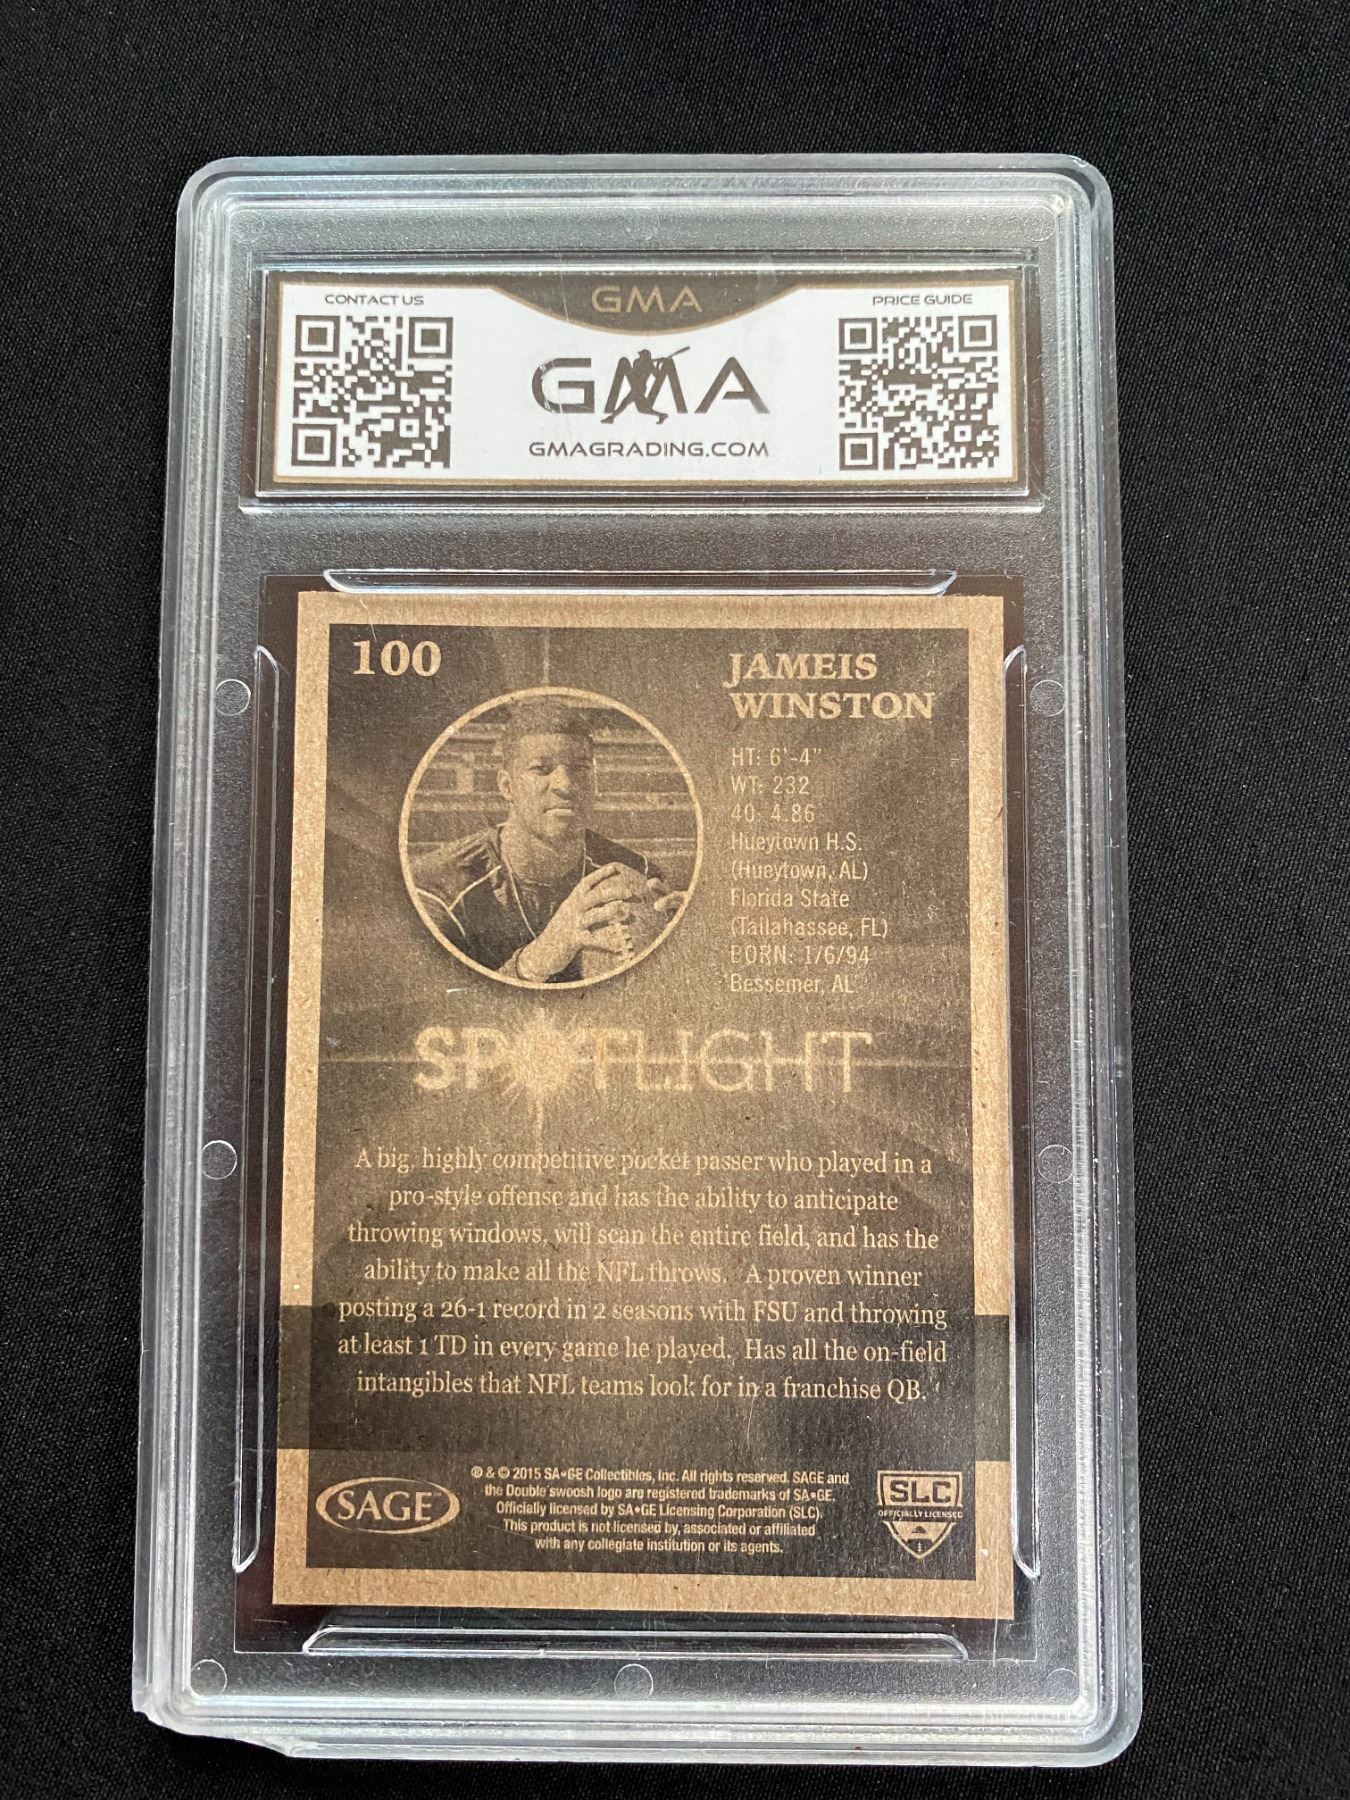 CONTACT US
GMA
PRICE GUIDE
GMA
GMAGRADING.COM
100
JAMEIS
WINSTON
HT: 6'-4"
WT: 232
40: 4.86
Hueytown H.S.
(Hueytown, AL)
Florida State
(Tallahassee, FL)
BORN: 1/6/94
Bessemer, AL
SPOTLIGHT
A big, highly competitive pocket passer who played in a
pro-style offense and has the ability to anticipate
throwing windows, will scan the entire field, and has the
ability to make all the NFL throws. A proven winner
posting a 26-1 record in 2 seasons with FSU and throwing
at least 1 TD in every game he played. Has all the on-field
intangibles that NFL teams look for in a franchise QB.
SAGE
® & © 2015 SA•GE Collectibles, Inc. All rights reserved. SAGE and
the Double swoosh logo are registered trademarks of SA•GE.
Officially licensed by SA•GE Licensing Corporation (SLC).
This product is not licensed by, associated or affiliated
with any collegiate institution or its agents.
SLC
OFFICIALLY LICENSED